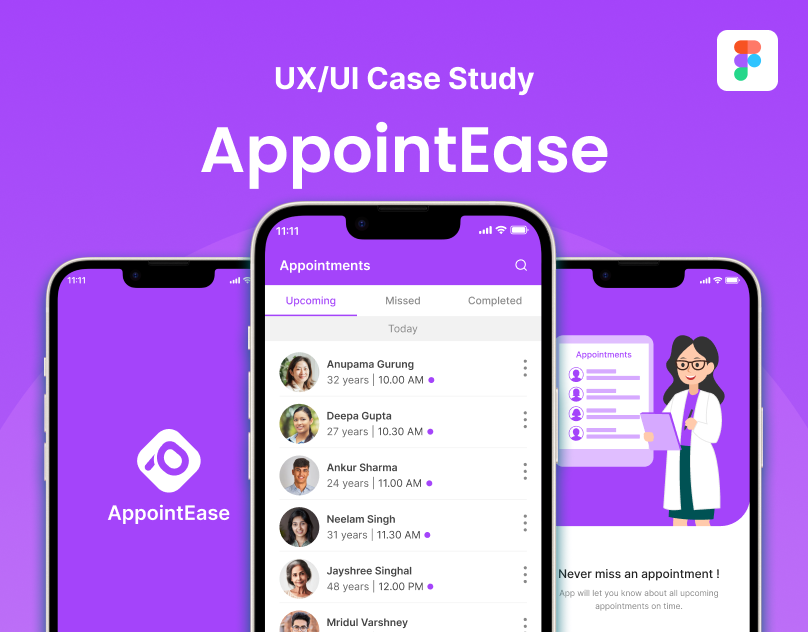 UX/UI Case Study
AppointEase
11:11
AppointEase
11:11
Appointments
Upcoming
Missed
Completed
Today
Anupama Gurung
32 years | 10.00 AM
Deepa Gupta
27 years | 10.30 AM
Ankur Sharma
24 years | 11.00 AM
Neelam Singh
31 years | 11.30 AM
Jayshree Singhal
48 years | 12.00 PM
Mridul Varshney
Appointments
Never miss an appointment !
App will let you know about all upcoming
appointments on time.